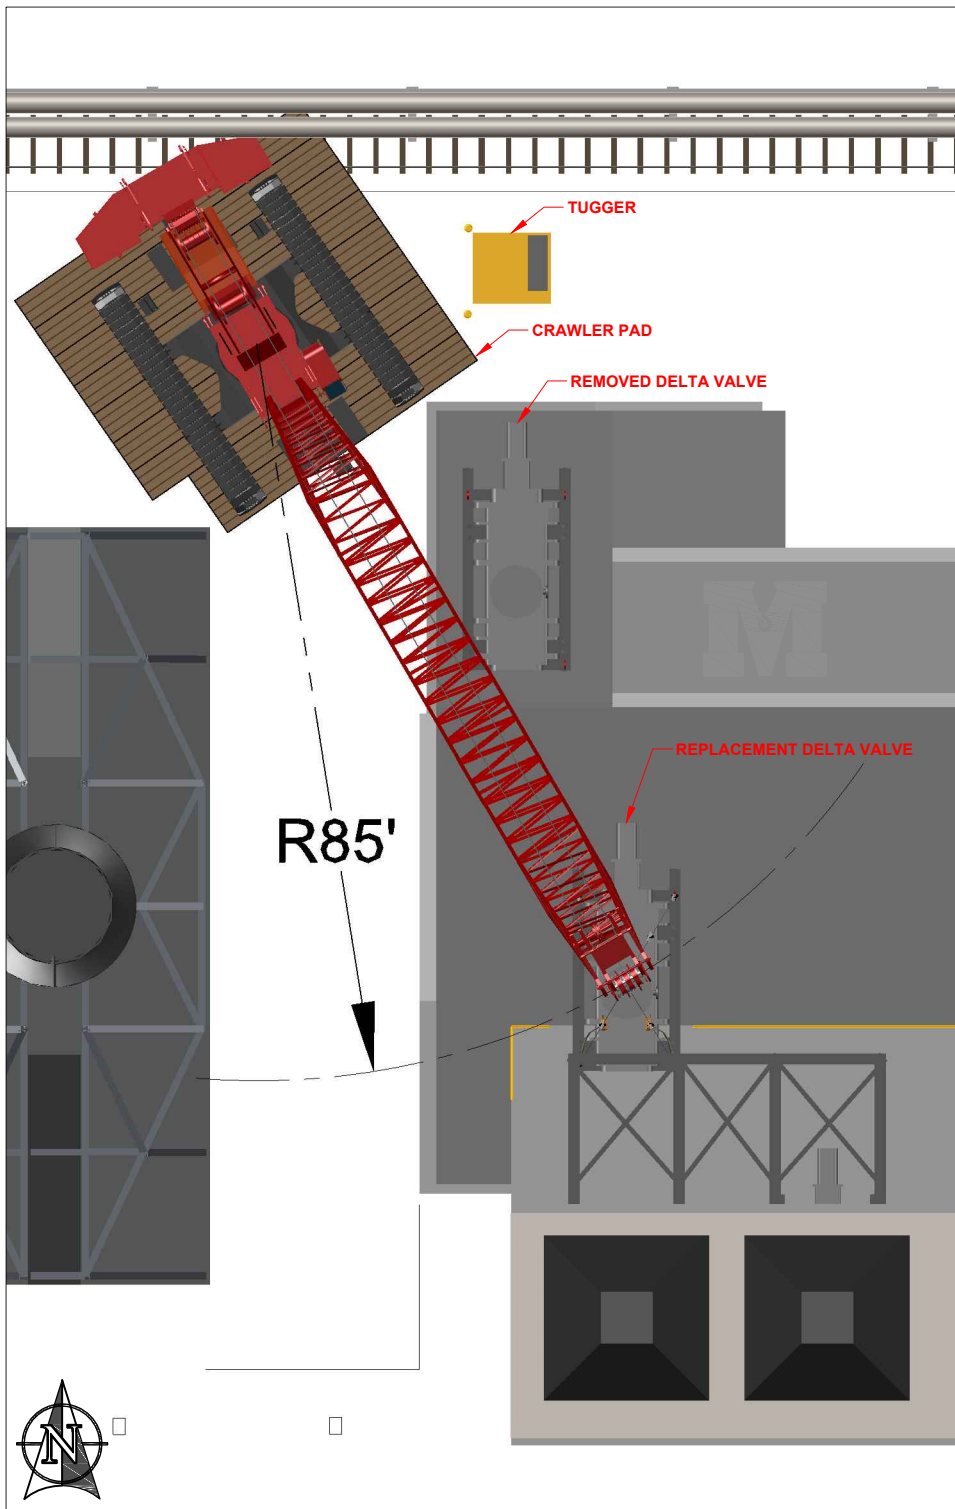 TUGGER
CRAWLER PAD
REMOVED DELTA VALVE
M
REPLACEMENT DELTA VALVE
R85'
N